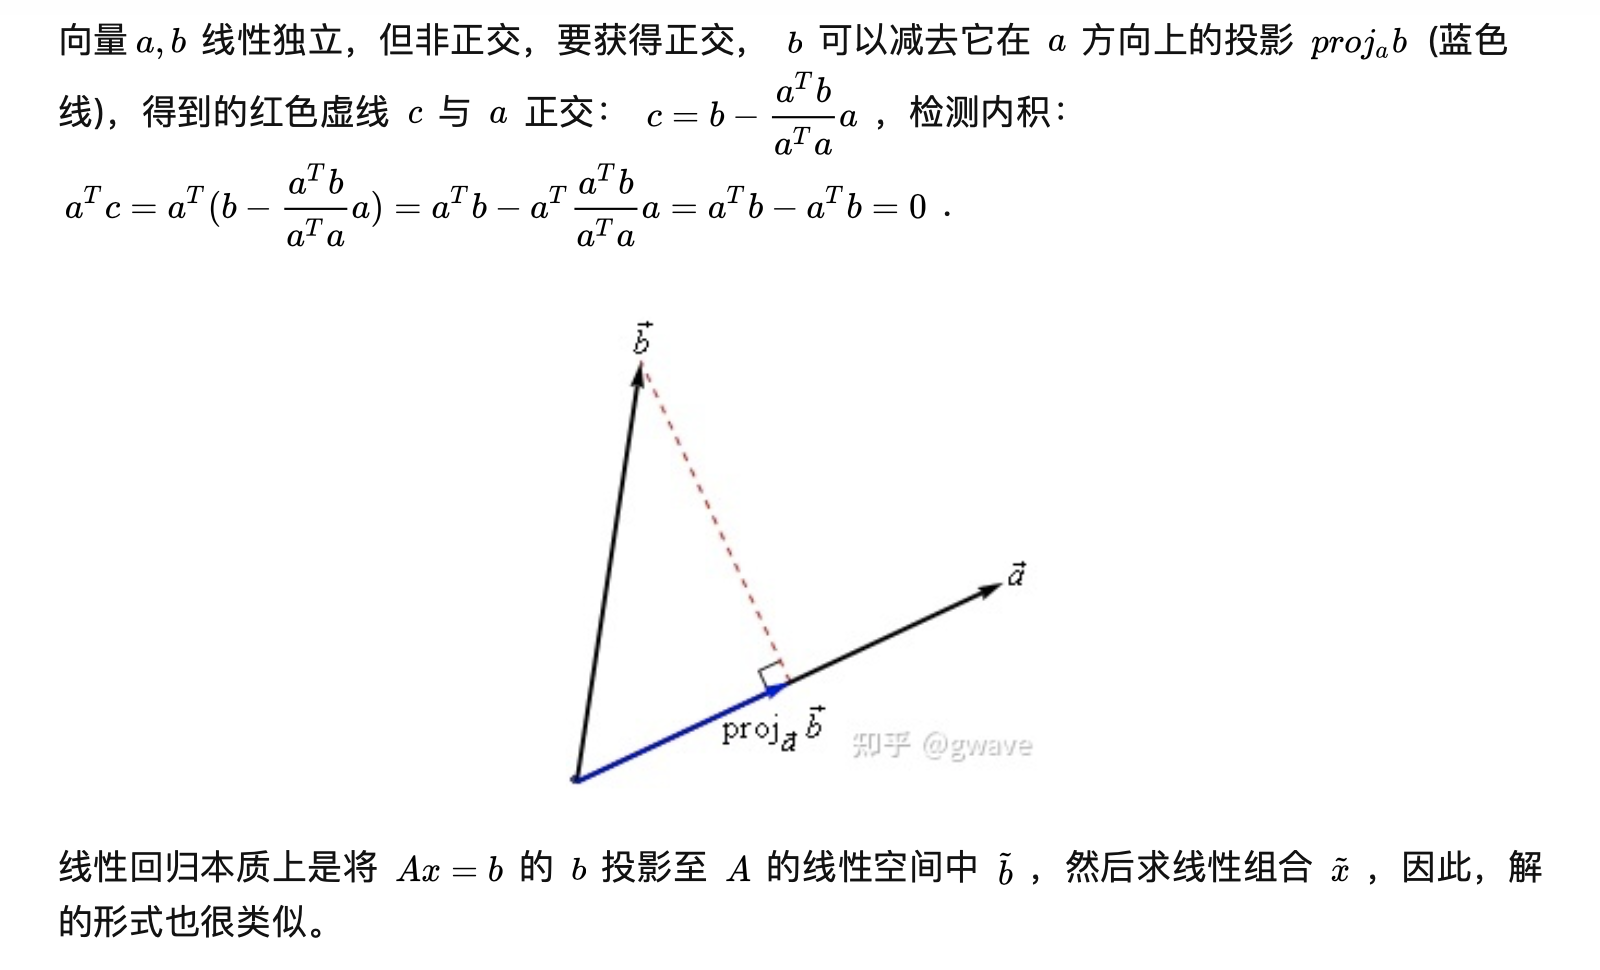 向量 a, b 线性独立，但非正交，要获得正交， b 可以减去它在 a 方向上的投影 proj_a b (蓝色
线)，得到的红色虚线 c 与 a 正交： c = b − \frac{a^T b}{a^T a} a ，检测内积：
a^T c = a^T (b − \frac{a^T b}{a^T a} a) = a^T b − a^T \frac{a^T b}{a^T a} a = a^T b − a^T b = 0 .
\vec{b}
\vec{a}
proj_{\vec{a}} \vec{b}
知乎 @gwave
线性回归本质上是将 Ax = b 的 b 投影至 A 的线性空间中 \tilde{b} ，然后求线性组合 \tilde{x} ，因此，解
的形式也很类似。